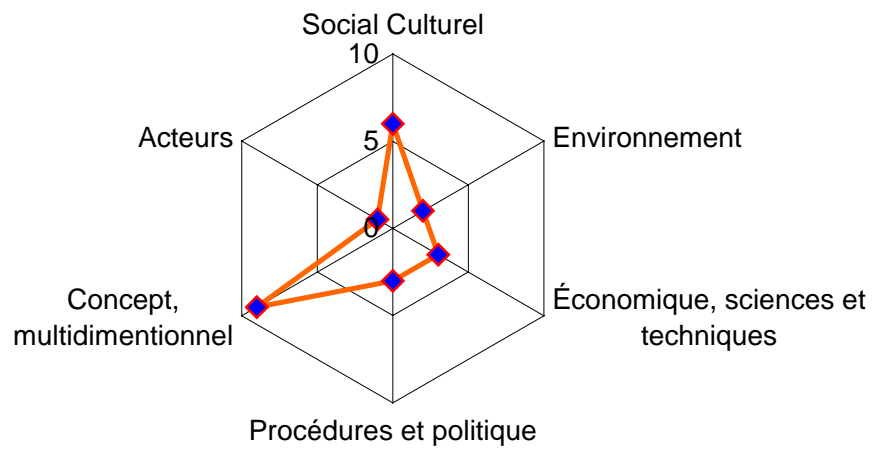 Social Culturel
10
Acteurs
5
Environnement
0
Concept,
multidimentionnel
Économique, sciences et
techniques
Procédures et politique